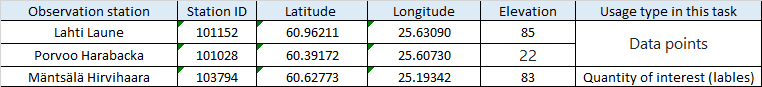 Observation station Station ID Latitude Longitude Elevation Usage type in this task
Lahti Laune 101152 60.96211 25.63090 85
Data points
Porvoo Harabacka 101028 60.39172 25.60730 22
Mäntsälä Hirvihaara 103794 60.62773 25.19342 83 Quantity of interest (lables)